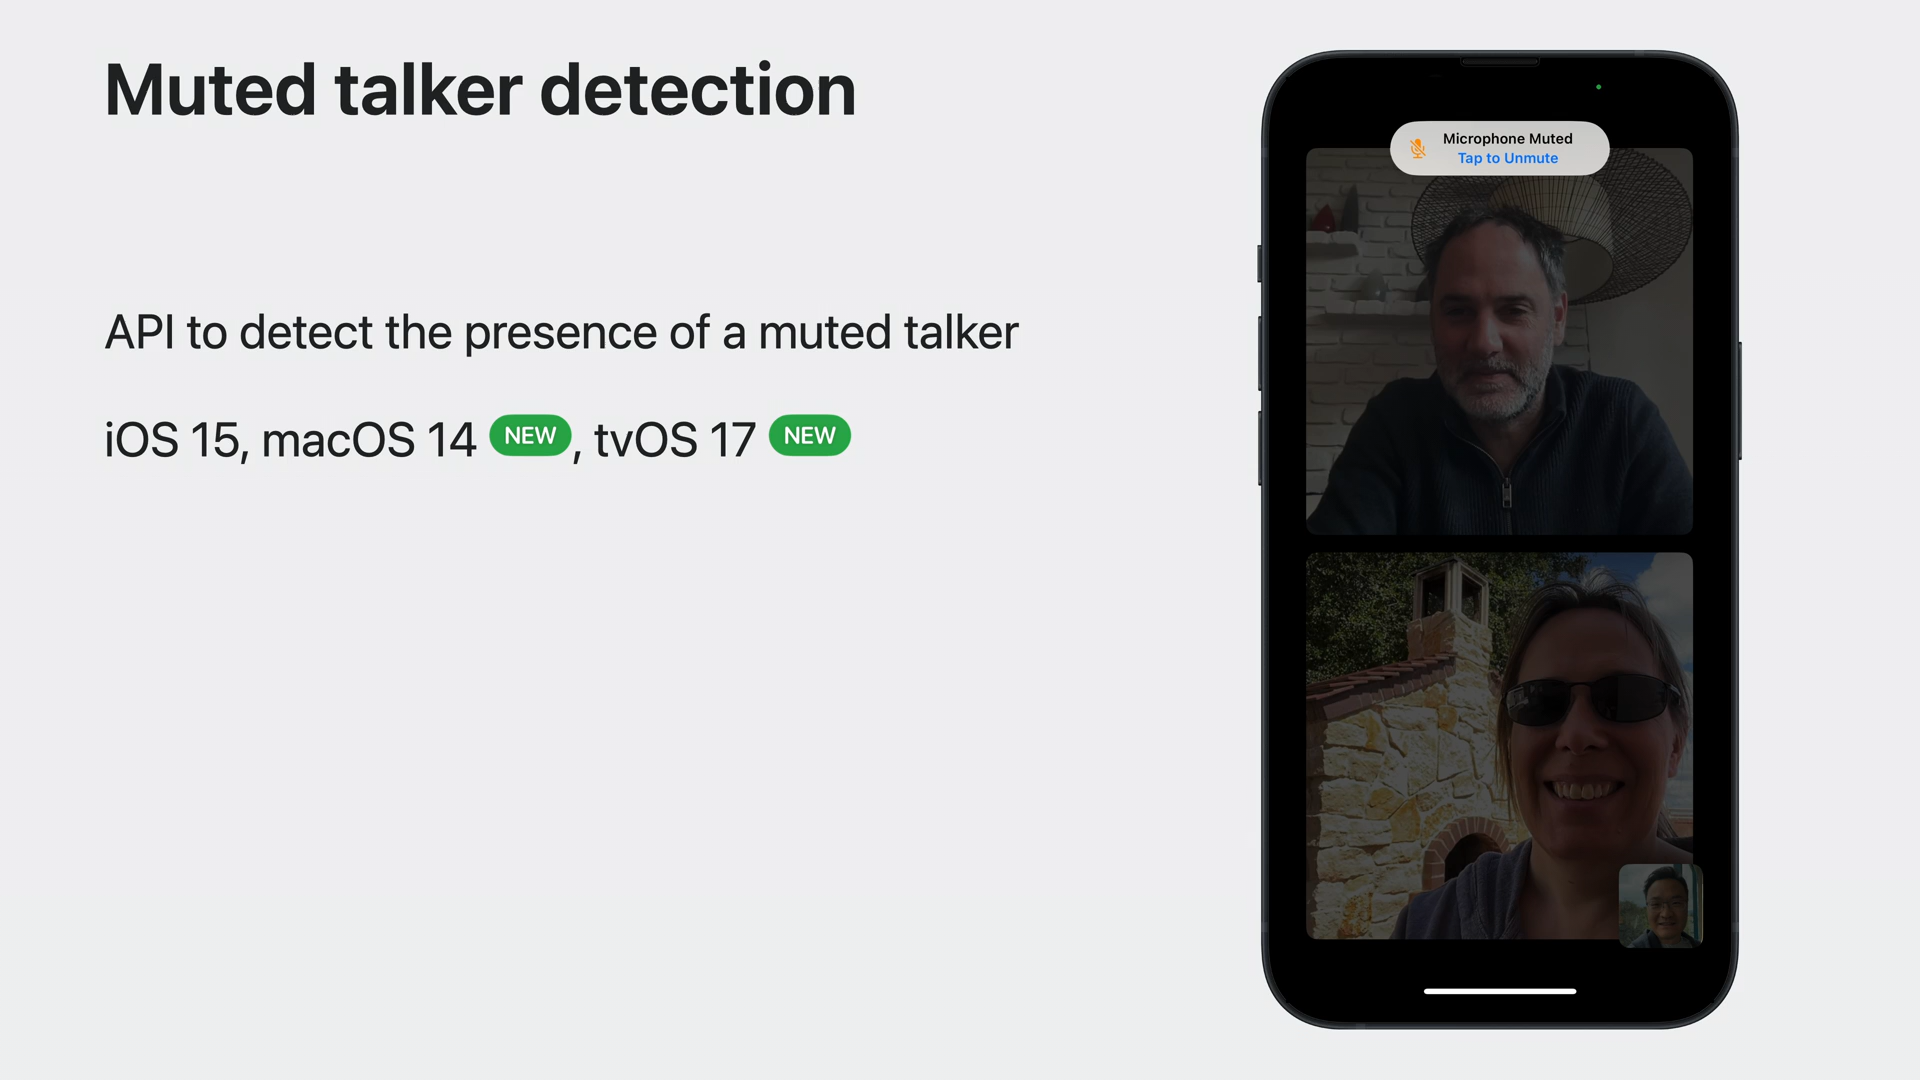 Muted talker detection
API to detect the presence of a muted talker
iOS 15, macOS 14 NEW, tvOS 17 NEW
Microphone Muted
Tap to Unmute